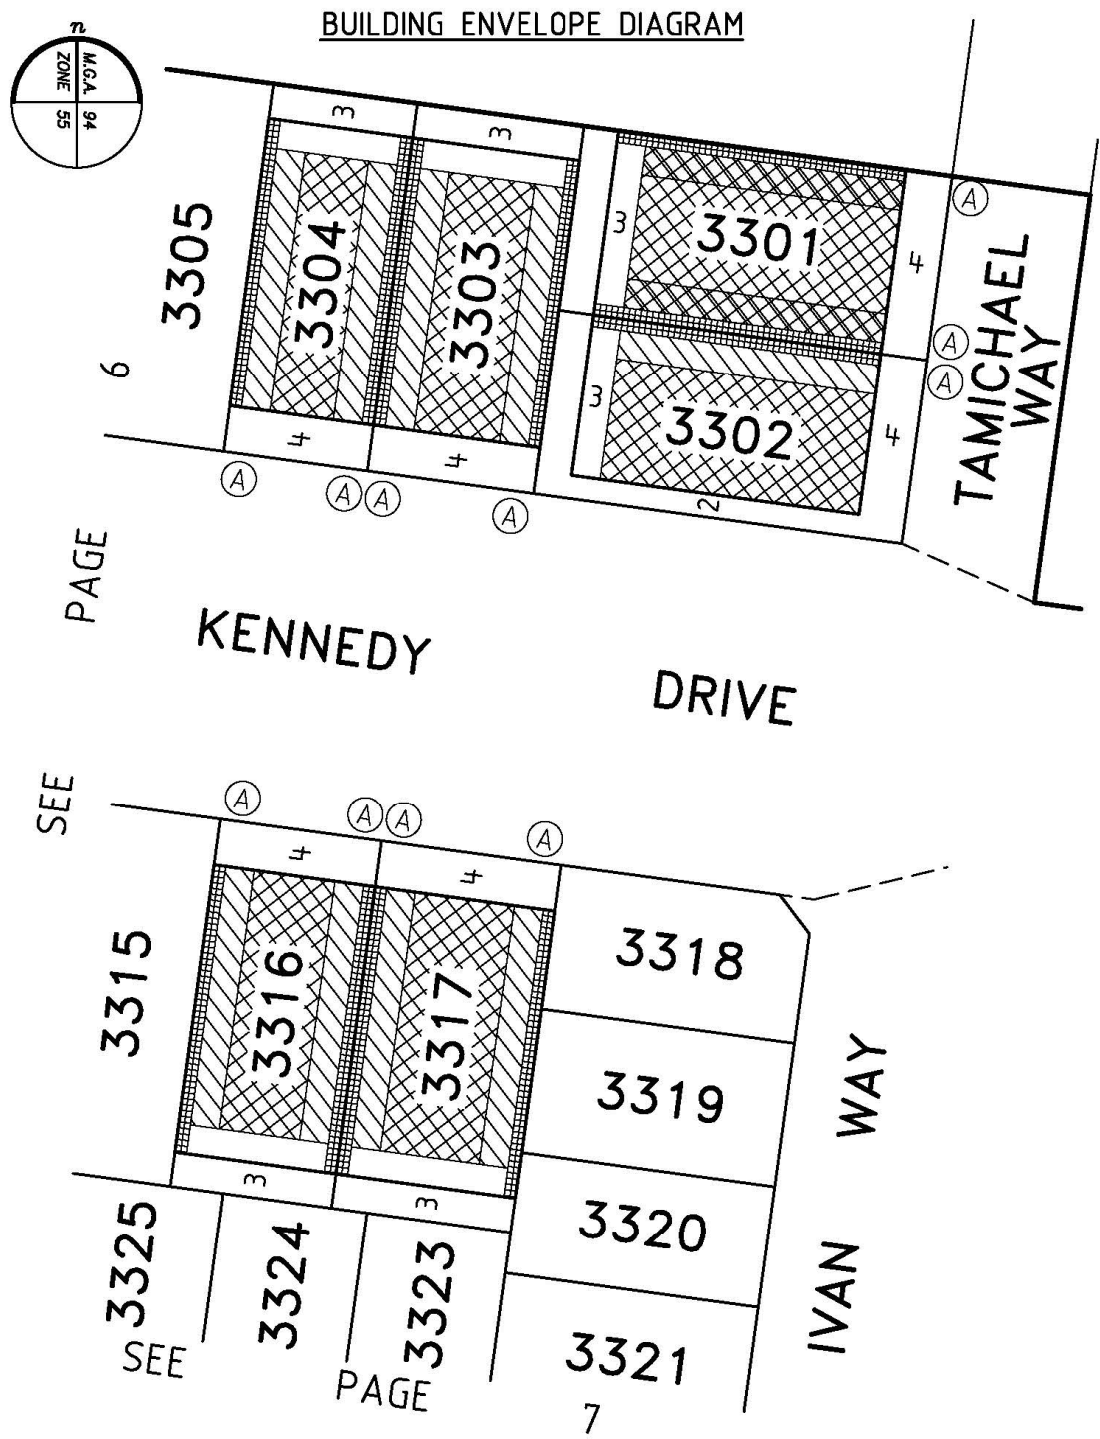 BUILDING ENVELOPE DIAGRAM
n
M.G.A. 94
ZONE 55
3
3
3305
3304
3303
3
3301
4
A
TAMICHAEL
WAY
A
A
3
3302
4
2
6
PAGE
SEE
4
4
A
A
A
A
KENNEDY DRIVE
A
A
A
A
4
4
3315
3316
3317
3318
3319
3320
3321
WAY
IVAN
3
3
3325
3324
3323
SEE PAGE 7